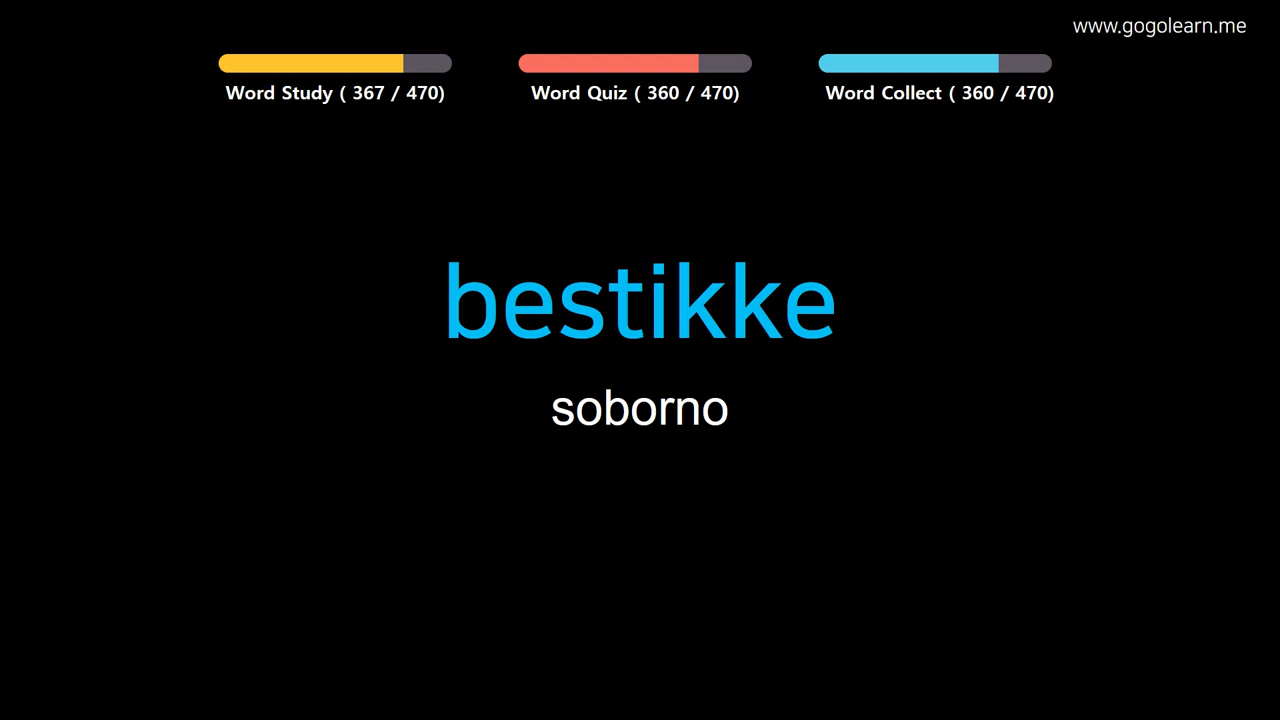 www.gogolearn.me
Word Study ( 367 / 470)
Word Quiz ( 360 / 470)
Word Collect ( 360 / 470)
bestikke
soborno